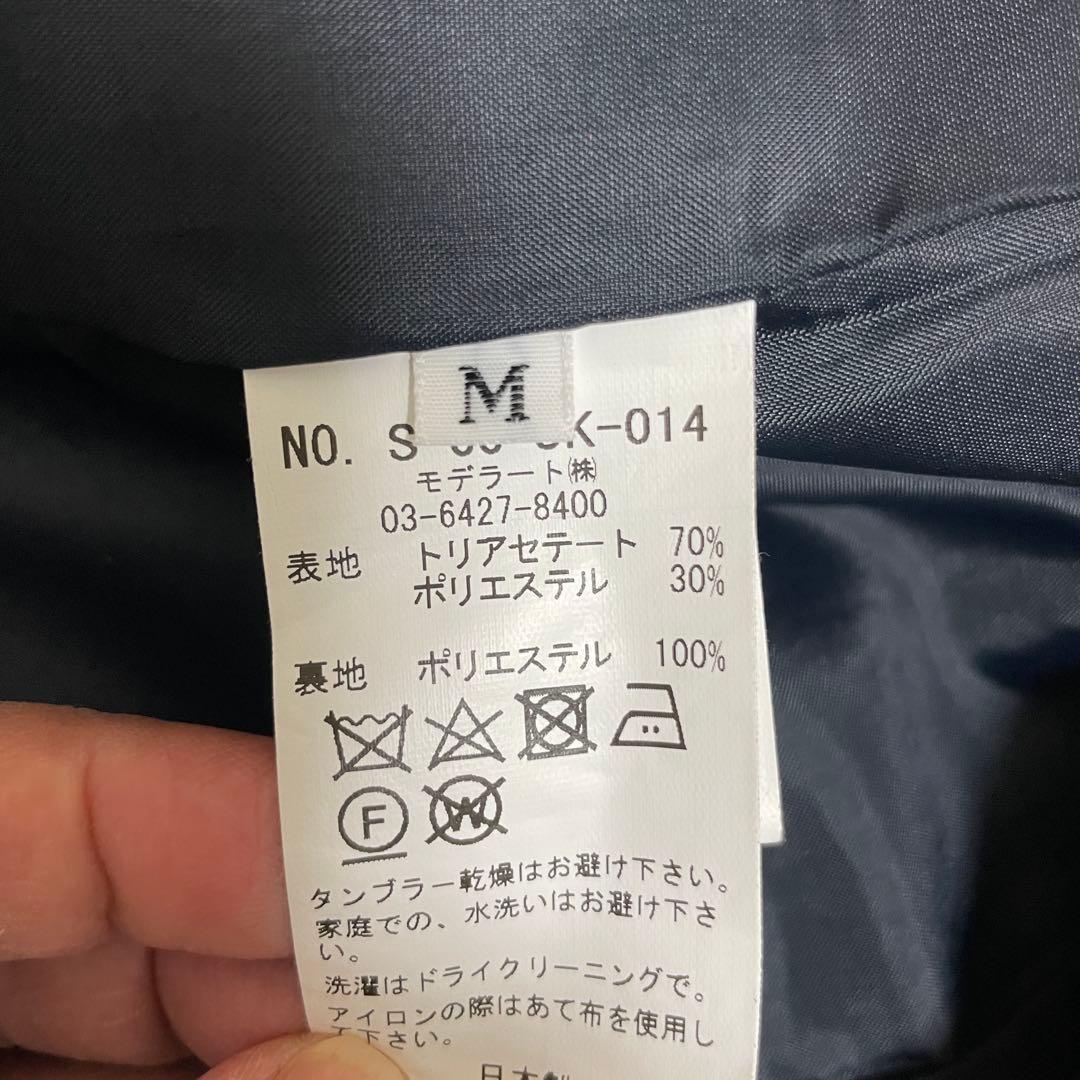 M
NO. S K-014
モデラート㈱
03-6427-8400
表地 トリアセテート 70%
ポリエステル 30%
裏地 ポリエステル 100%
F W
タンブラー乾燥はお避け下さい。
家庭での、水洗いはお避け下さ
い。
洗濯はドライクリーニングで。
アイロンの際はあて布を使用し
て下さい。
日本製